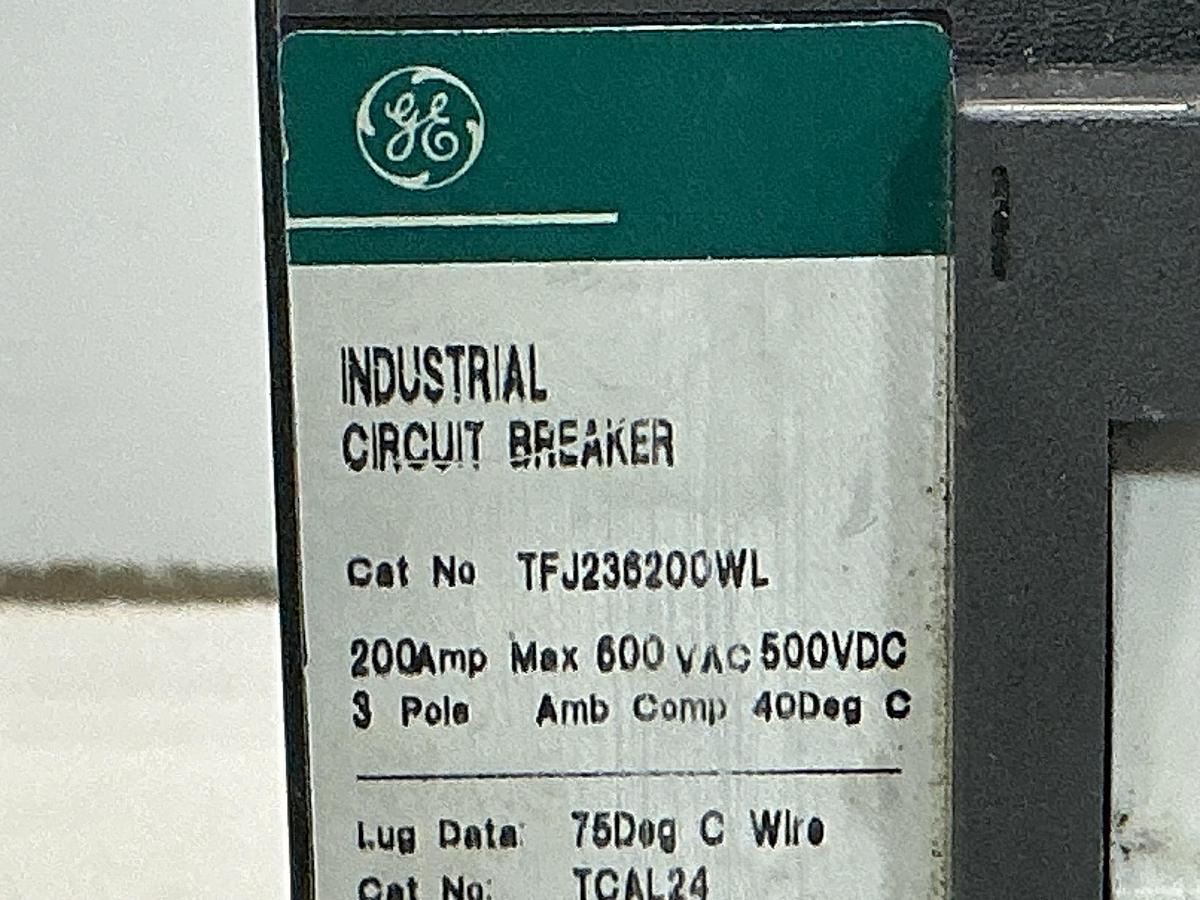 GE
INDUSTRIAL
CIRCUIT BREAKER
Cat No TFJ236200WL
200Amp Max 600 VAC 500VDC
3 Pole Amb Comp 40Deg C
Lug Data: 75Deg C Wire
Cat No: TCAL24